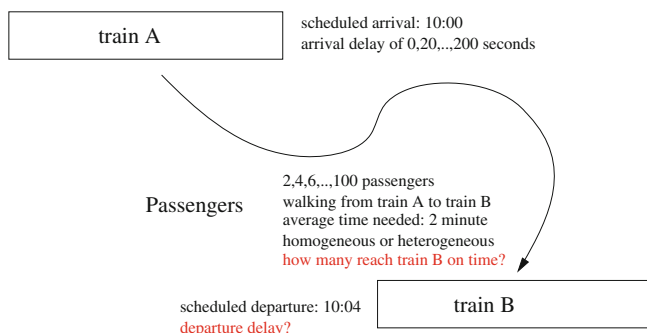 scheduled arrival: 10:00
train A
arrival delay of 0,20,..,200 seconds
2,4,6,..,100 passengers
walking from train A to train B
Passengers
average time needed: 2 minute
homogeneous or heterogeneous
how many reach train B on time?
scheduled departure: 10:04
train B
departure delay?